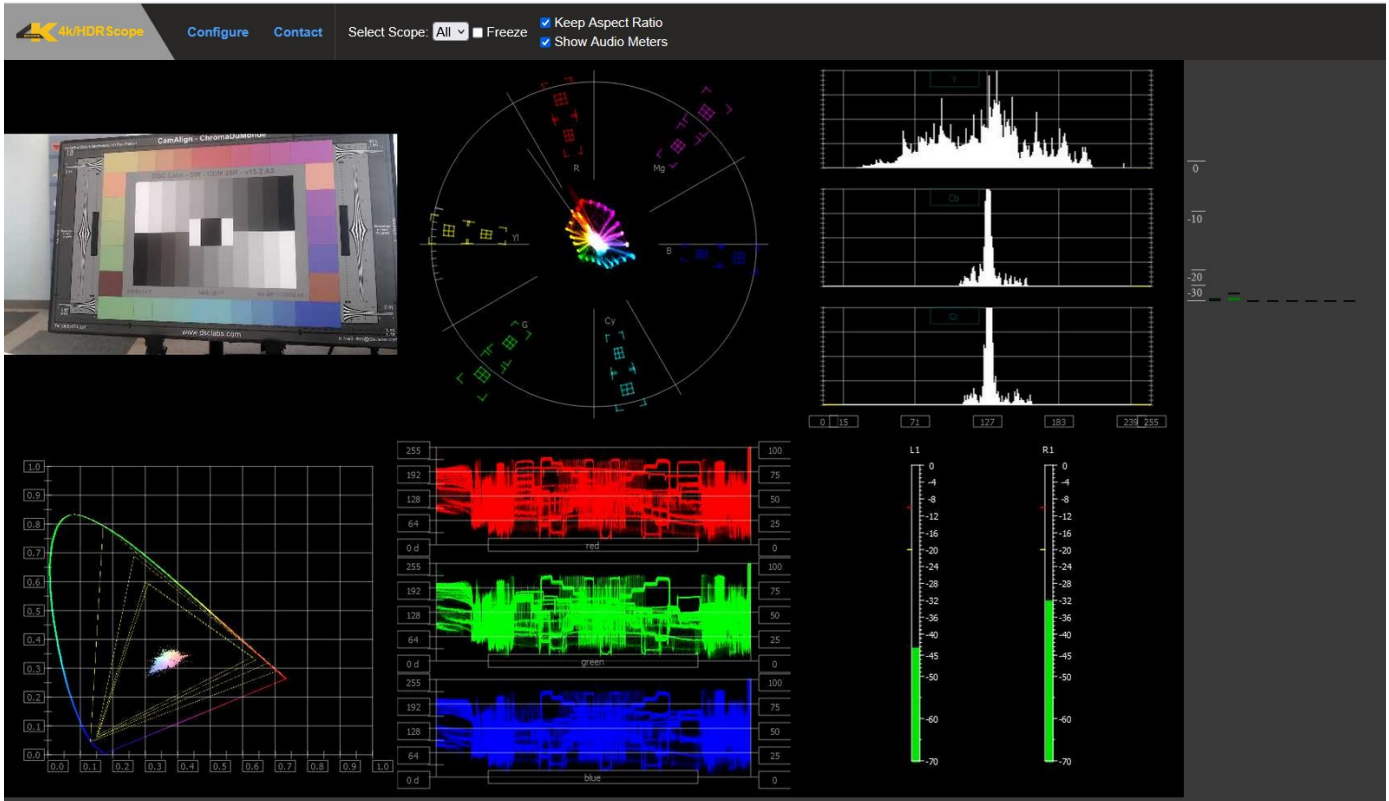 4K 4k/HDR Scope Configure Contact Select Scope: All Freeze
Keep Aspect Ratio
Show Audio Meters
CamAlign - ChromaDuMonde
www.dsclabs.com
R
Mg
Yl
B
G
Cy
Y
Cb
Cr
0 15 71 127 183 239 255
0
-10
-20
-30
1.0
0.9
0.8
0.7
0.6
0.5
0.4
0.3
0.2
0.1
0.0
0.0 0.1 0.2 0.3 0.4 0.5 0.6 0.7 0.8 0.9 1.0
255 100
192 75
128 50
64 25
0 d 0
red
255 100
192 75
128 50
64 25
0 d 0
green
255 100
192 75
128 50
64 25
0 d 0
blue
L1 R1
0 0
-4 -4
-8 -8
-12 -12
-16 -16
-20 -20
-24 -24
-28 -28
-32 -32
-36 -36
-40 -40
-45 -45
-50 -50
-60 -60
-70 -70